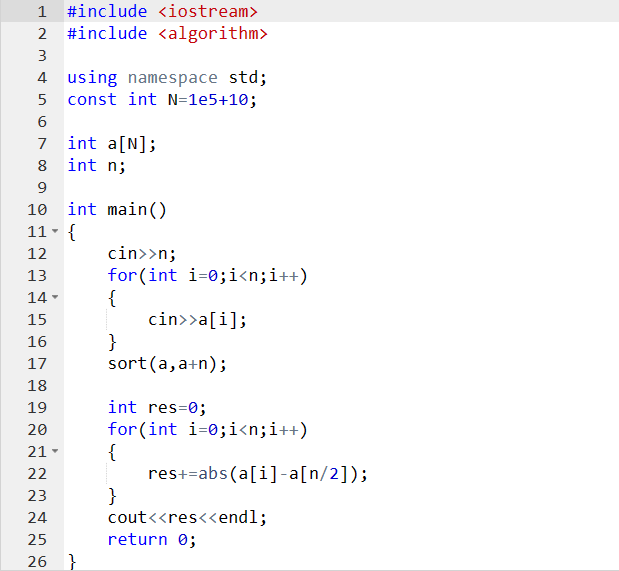 1 #include <iostream>
2 #include <algorithm>
3
4 using namespace std;
5 const int N=1e5+10;
6
7 int a[N];
8 int n;
9
10 int main()
11 {
12     cin>>n;
13     for(int i=0;i<n;i++)
14     {
15         cin>>a[i];
16     }
17     sort(a,a+n);
18
19     int res=0;
20     for(int i=0;i<n;i++)
21     {
22         res+=abs(a[i]-a[n/2]);
23     }
24     cout<<res<<endl;
25     return 0;
26 }